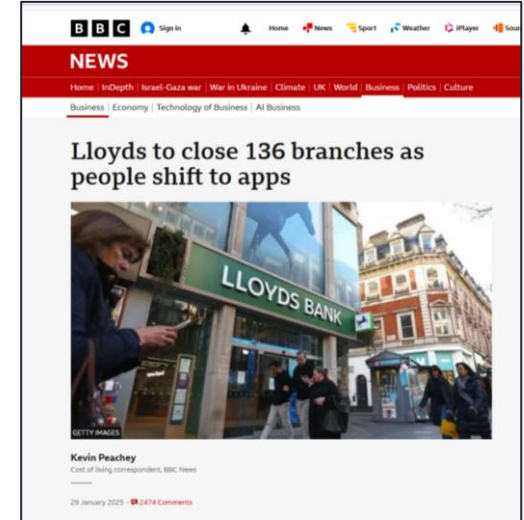 BBC Sign in Home News Sport Weather iPlayer Sour
NEWS
Home | InDepth | Israel-Gaza war | War in Ukraine | Climate | UK | World | Business | Politics | Culture
Business | Economy | Technology of Business | AI Business
Lloyds to close 136 branches as
people shift to apps
LLOYDS BANK
GETTY IMAGES
Kevin Peachey
Cost of living correspondent, BBC News
29 January 2025 · 2474 Comments